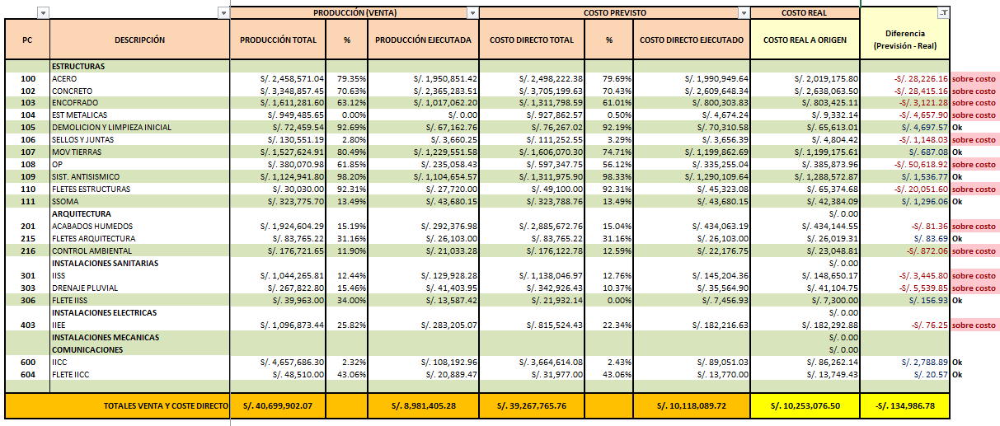 PRODUCCIÓN (VENTA) COSTO PREVISTO COSTO REAL
PC DESCRIPCIÓN PRODUCCIÓN TOTAL % PRODUCCIÓN EJECUTADA COSTO DIRECTO TOTAL % COSTO DIRECTO EJECUTADO COSTO REAL A ORIGEN Diferencia
(Previsión - Real)
ESTRUCTURAS
100 ACERO S/. 2,458,571.04 79.35% S/. 1,950,851.42 S/. 2,498,222.38 79.69% S/. 1,990,949.64 S/. 2,019,175.80 -S/. 28,226.16 sobre costo
102 CONCRETO S/. 3,348,857.45 70.63% S/. 2,365,283.51 S/. 3,705,199.63 70.43% S/. 2,609,648.34 S/. 2,638,063.50 -S/. 28,415.16 sobre costo
103 ENCOFRADO S/. 1,611,281.60 63.12% S/. 1,017,062.20 S/. 1,311,798.59 61.01% S/. 800,303.83 S/. 803,425.11 -S/. 3,121.28 sobre costo
104 EST METALICAS S/. 949,485.65 0.00% S/. 0.00 S/. 927,862.57 0.50% S/. 4,674.24 S/. 9,332.14 -S/. 4,657.90 sobre costo
105 DEMOLICION Y LIMPIEZA INICIAL S/. 72,459.54 92.69% S/. 67,162.76 S/. 76,267.02 92.19% S/. 70,310.58 S/. 65,613.01 S/. 4,697.57 Ok
106 SELLOS Y JUNTAS S/. 130,551.19 2.80% S/. 3,660.25 S/. 111,252.55 3.29% S/. 3,656.39 S/. 4,804.42 -S/. 1,148.03 sobre costo
107 MOV TIERRAS S/. 1,527,624.91 80.49% S/. 1,229,551.58 S/. 1,606,070.30 74.71% S/. 1,199,862.69 S/. 1,199,175.61 S/. 687.08 Ok
108 OP S/. 380,070.98 61.85% S/. 235,058.43 S/. 597,347.75 56.12% S/. 335,255.04 S/. 385,873.96 -S/. 50,618.92 sobre costo
109 SIST. ANTISISMICO S/. 1,124,941.80 98.20% S/. 1,104,654.57 S/. 1,311,975.90 98.33% S/. 1,290,109.64 S/. 1,288,572.87 S/. 1,536.77 Ok
110 FLETES ESTRUCTURAS S/. 30,030.00 92.31% S/. 27,720.00 S/. 49,100.00 92.31% S/. 45,323.08 S/. 65,374.68 -S/. 20,051.60 sobre costo
111 SSOMA S/. 323,775.70 13.49% S/. 43,680.15 S/. 323,788.76 13.49% S/. 43,680.15 S/. 42,384.09 S/. 1,296.06 Ok
ARQUITECTURA S/. 0.00
201 ACABADOS HUMEDOS S/. 1,924,604.29 15.19% S/. 292,376.98 S/. 2,885,672.76 15.04% S/. 434,063.19 S/. 434,144.55 -S/. 81.36 sobre costo
215 FLETES ARQUITECTURA S/. 83,765.22 31.16% S/. 26,103.00 S/. 83,765.22 31.16% S/. 26,103.00 S/. 26,019.31 S/. 83.69 Ok
216 CONTROL AMBIENTAL S/. 176,721.65 11.90% S/. 21,033.28 S/. 176,122.78 12.59% S/. 22,176.75 S/. 23,048.81 -S/. 872.06 sobre costo
INSTALACIONES SANITARIAS S/. 0.00
301 IISS S/. 1,044,265.81 12.44% S/. 129,928.28 S/. 1,138,046.97 12.76% S/. 145,204.36 S/. 148,650.17 -S/. 3,445.80 sobre costo
303 DRENAJE PLUVIAL S/. 267,822.80 15.46% S/. 41,403.95 S/. 342,926.43 10.37% S/. 35,564.90 S/. 41,104.75 -S/. 5,539.85 sobre costo
306 FLETE IISS S/. 39,963.00 34.00% S/. 13,587.42 S/. 21,932.14 0.00% S/. 7,456.93 S/. 7,300.00 S/. 156.93 Ok
INSTALACIONES ELECTRICAS S/. 0.00
403 IIEE S/. 1,096,873.44 25.82% S/. 283,205.07 S/. 815,524.43 22.34% S/. 182,216.63 S/. 182,292.88 -S/. 76.25 sobre costo
INSTALACIONES MECANICAS S/. 0.00
COMUNICACIONES S/. 0.00
600 IICC S/. 4,657,686.30 2.32% S/. 108,192.96 S/. 3,664,614.08 2.43% S/. 89,051.03 S/. 86,262.14 S/. 2,788.89 Ok
604 FLETE IICC S/. 48,510.00 43.06% S/. 20,889.47 S/. 31,977.00 43.06% S/. 13,770.00 S/. 13,749.43 S/. 20.57 Ok
TOTALES VENTA Y COSTE DIRECTO S/. 40,699,902.07 S/. 8,981,405.28 S/. 39,267,765.76 S/. 10,118,089.72 S/. 10,253,076.50 -S/. 134,986.78